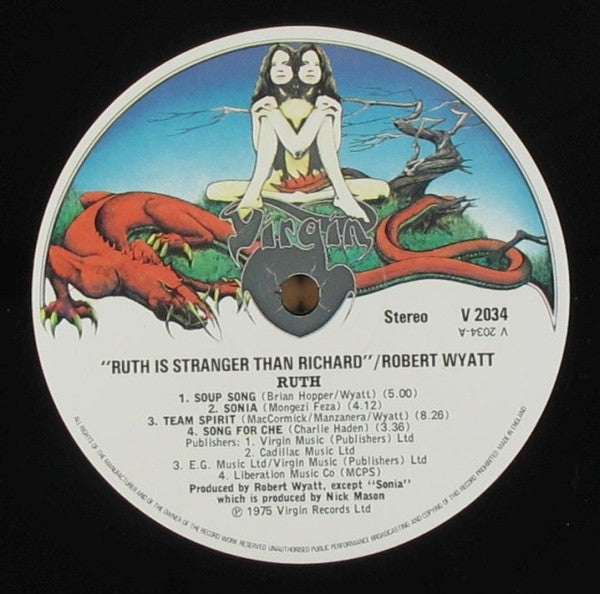 Virgin
Stereo V 2034
V 2034-A
"RUTH IS STRANGER THAN RICHARD"/ROBERT WYATT
RUTH
1. SOUP SONG (Brian Hopper/Wyatt) (5.00)
2. SONIA (Mongezi Feza) (4.12)
3. TEAM SPIRIT (MacCormick/Manzanera/Wyatt) (8.26)
4. SONG FOR CHE (Charlie Haden) (3.36)
Publishers: 1. Virgin Music (Publishers) Ltd
2. Cadillac Music Ltd
3. E.G. Music Ltd/Virgin Music (Publishers) Ltd
4. Liberation Music Co (MCPS)
Produced by Robert Wyatt, except "Sonia"
which is produced by Nick Mason
℗ 1975 Virgin Records Ltd
ALL RIGHTS OF THE MANUFACTURER AND OF THE OWNER OF THE RECORDED WORK RESERVED UNAUTHORISED PUBLIC PERFORMANCE BROADCASTING AND COPYING OF THIS RECORD PROHIBITED MADE IN ENGLAND